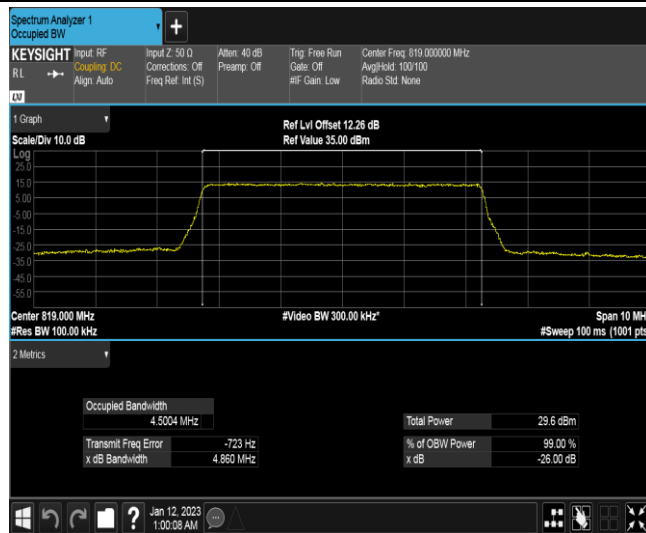 Spectrum Analyzer 1
Occupied BW
+
KEYSIGHT
RL
Input: RF
Coupling: DC
Align: Auto
Input Z: 50 Ω
Corrections: Off
Freq Ref: Int (S)
Atten: 40 dB
Preamp: Off
Trig: Free Run
Gate: Off
#IF Gain: Low
Center Freq: 819.000000 MHz
Avg|Hold: 100/100
Radio Std: None
1 Graph
Scale/Div 10.0 dB
Ref Lvl Offset 12.26 dB
Ref Value 35.00 dBm
Log
25.0
15.0
5.00
-5.00
-15.0
-25.0
-35.0
-45.0
-55.0
Center 819.000 MHz
#Res BW 100.00 kHz
#Video BW 300.00 kHz*
Span 10 MH
#Sweep 100 ms (1001 pts
2 Metrics
Occupied Bandwidth
4.5004 MHz
Transmit Freq Error -723 Hz
x dB Bandwidth 4.860 MHz
Total Power 29.6 dBm
% of OBW Power 99.00 %
x dB -26.00 dB
?
Jan 12, 2023
1:00:08 AM